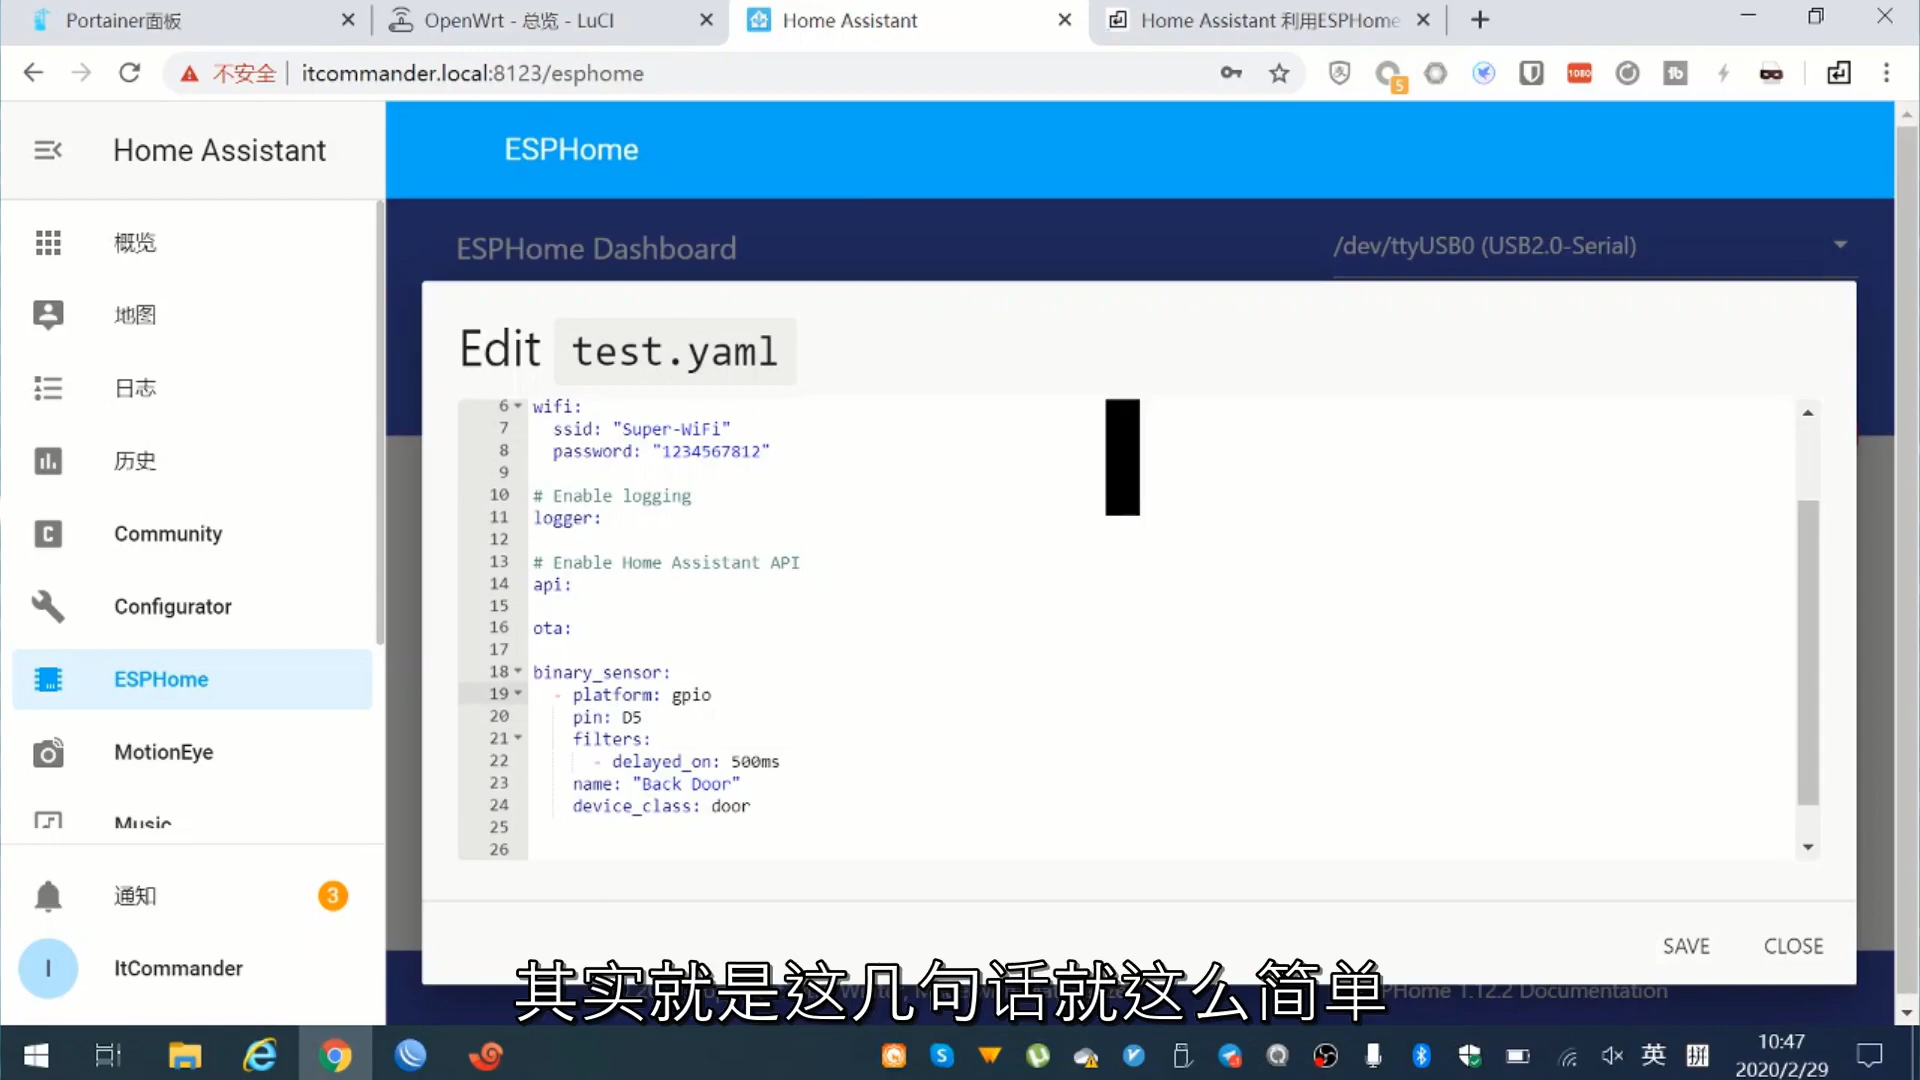 Portainer面板
OpenWrt - 总览 - LuCI
Home Assistant
Home Assistant 利用ESPHome
不安全
itcommander.local:8123/esphome
Home Assistant
ESPHome
概览
地图
日志
历史
Community
Configurator
ESPHome
MotionEye
Music
通知
3
I
ItCommander
ESPHome Dashboard
/dev/ttyUSB0 (USB2.0-Serial)
Edit test.yaml
6 wifi:
7 ssid: "Super-WiFi"
8 password: "1234567812"
9
10 # Enable logging
11 logger:
12
13 # Enable Home Assistant API
14 api:
15
16 ota:
17
18 binary_sensor:
19 - platform: gpio
20 pin: D5
21 filters:
22 - delayed_on: 500ms
23 name: "Back Door"
24 device_class: door
25
26
SAVE
CLOSE
其实就是这几句话就这么简单
Home 1.12.2 Documentation
英
拼
10:47
2020/2/29